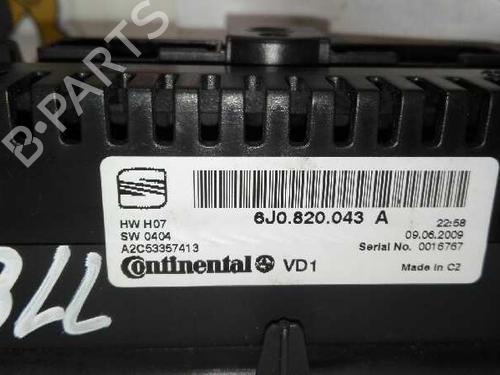 6J0.820.043 A
HW H07
SW 0404
A2C53357413
22:58
09.06.2009
Serial No. 0016767
Continental VD1
Made in CZ
B-PARTS